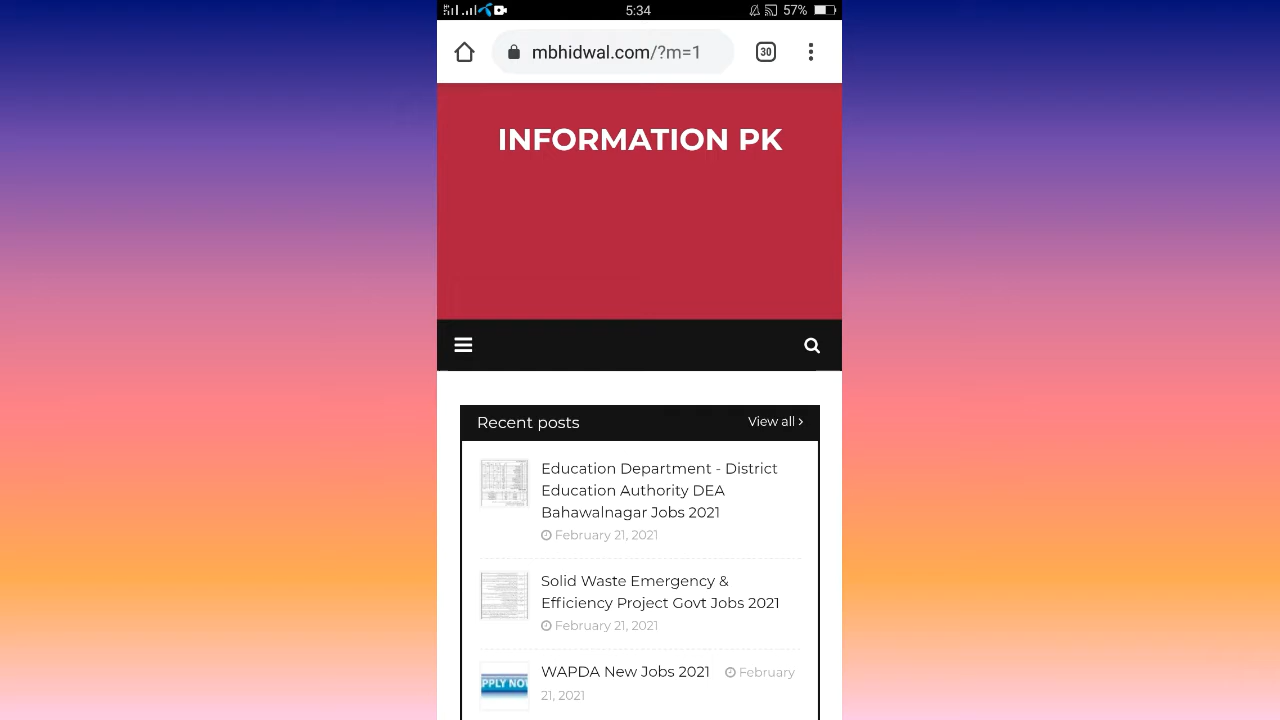 5:34
57%
mbhidwal.com/?m=1
30
INFORMATION PK
Recent posts
View all
Education Department - District
Education Authority DEA
Bahawalnagar Jobs 2021
February 21, 2021
Solid Waste Emergency &
Efficiency Project Govt Jobs 2021
February 21, 2021
WAPDA New Jobs 2021 February
21, 2021
PPLY NO